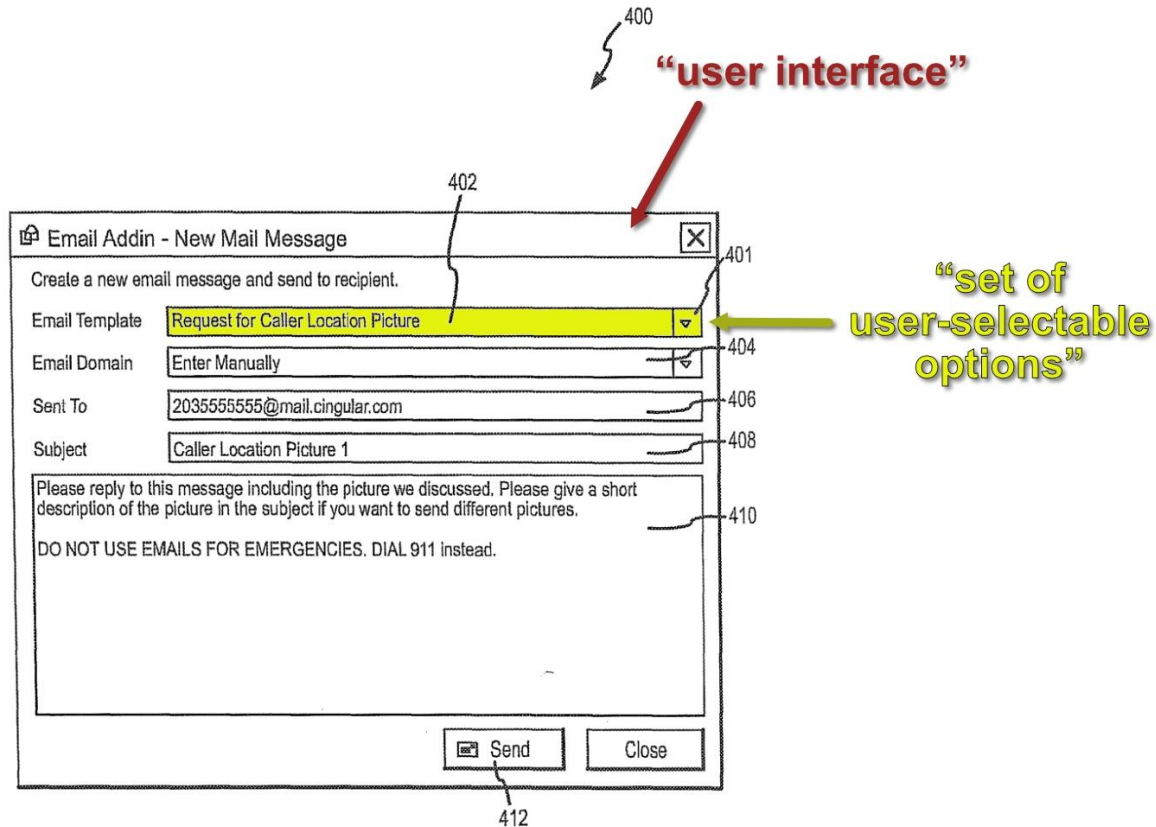 400
“user interface”
402
Email Addin - New Mail Message
401
Create a new email message and send to recipient.
Email Template Request for Caller Location Picture
“set of
user-selectable
options”
404
Email Domain Enter Manually
Sent To 2035555555@mail.cingular.com
406
Subject Caller Location Picture 1
408
Please reply to this message including the picture we discussed. Please give a short
description of the picture in the subject if you want to send different pictures.
410
DO NOT USE EMAILS FOR EMERGENCIES. DIAL 911 instead.
Send Close
412